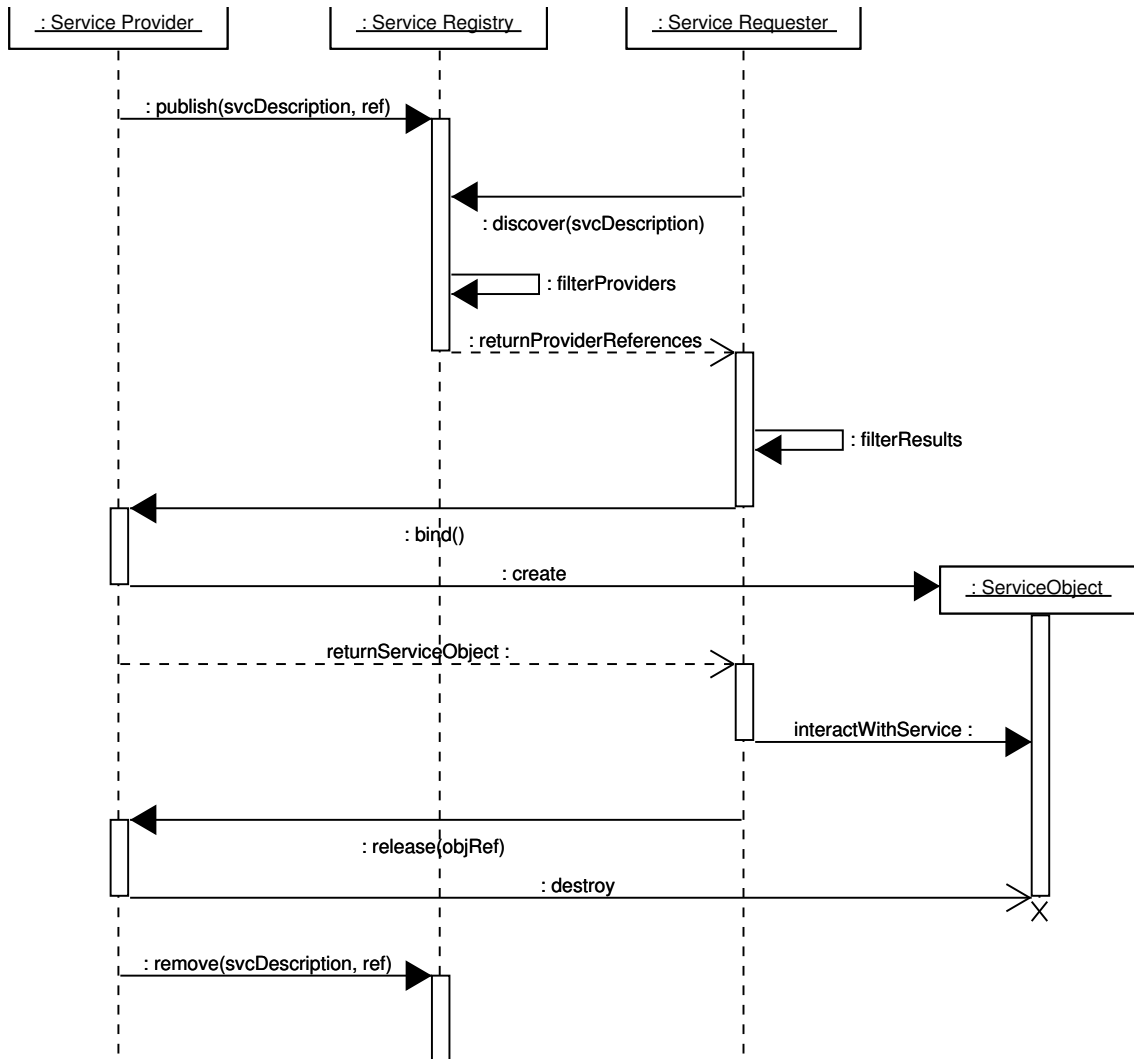 : Service Provider
: Service Registry
: Service Requester
: publish(svcDescription, ref)
: discover(svcDescription)
: filterProviders
: returnProviderReferences
: filterResults
: bind()
: create
: ServiceObject
returnServiceObject :
interactWithService :
: release(objRef)
: destroy
X
: remove(svcDescription, ref)